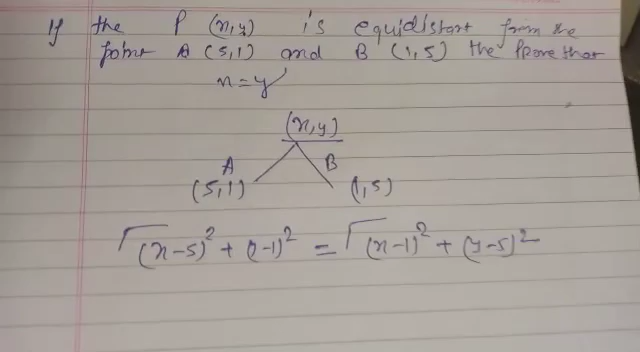 If the P (x,y) is equidistant from the
point A (5,1) and B (1,5) the Prove that
x=y
(x,y)
A B
(5,1) (1,5)
√(x-5)² + (y-1)² = √(x-1)² + (y-5)²